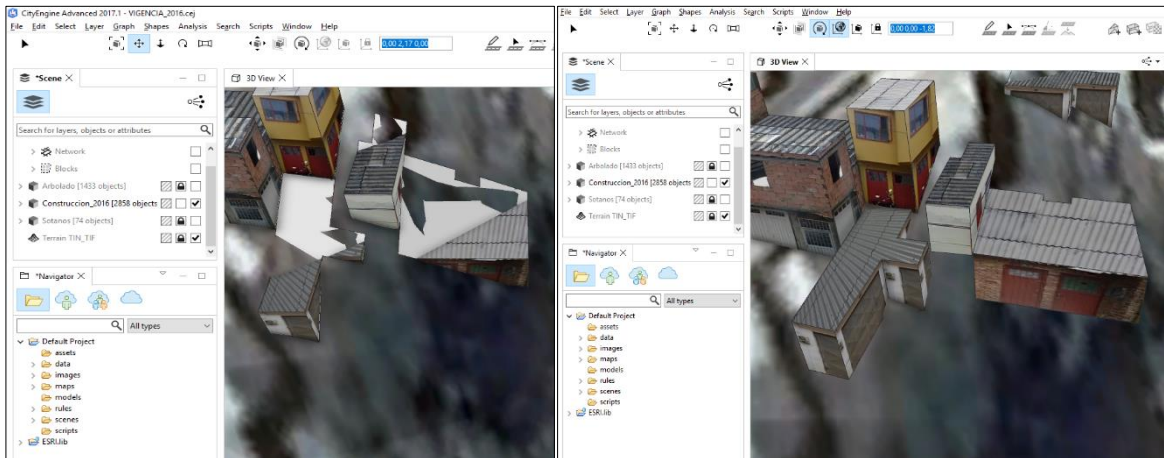 CityEngine Advanced 2017.1 - VIGENCIA_2016.cej
File Edit Select Layer Graph Shapes Analysis Search Scripts Window Help
0,00 2,17 0,00
*Scene
3D View
Search for layers, objects or attributes
Network
Blocks
Arbolado [1433 objects]
Construccion_2016 [2858 objects
Sotanos [74 objects]
Terrain TIN_TIF
*Navigator
All types
Default Project
assets
data
images
maps
models
rules
scenes
scripts
ESRI.lib
File Edit Select Layer Graph Shapes Analysis Search Scripts Window Help
0,00 0,00 -1,82
*Scene
3D View
Search for layers, objects or attributes
Network
Blocks
Arbolado [1433 objects]
Construccion_2016 [2858 objects
Sotanos [74 objects]
Terrain TIN_TIF
*Navigator
All types
Default Project
assets
data
images
maps
models
rules
scenes
scripts
ESRI.lib